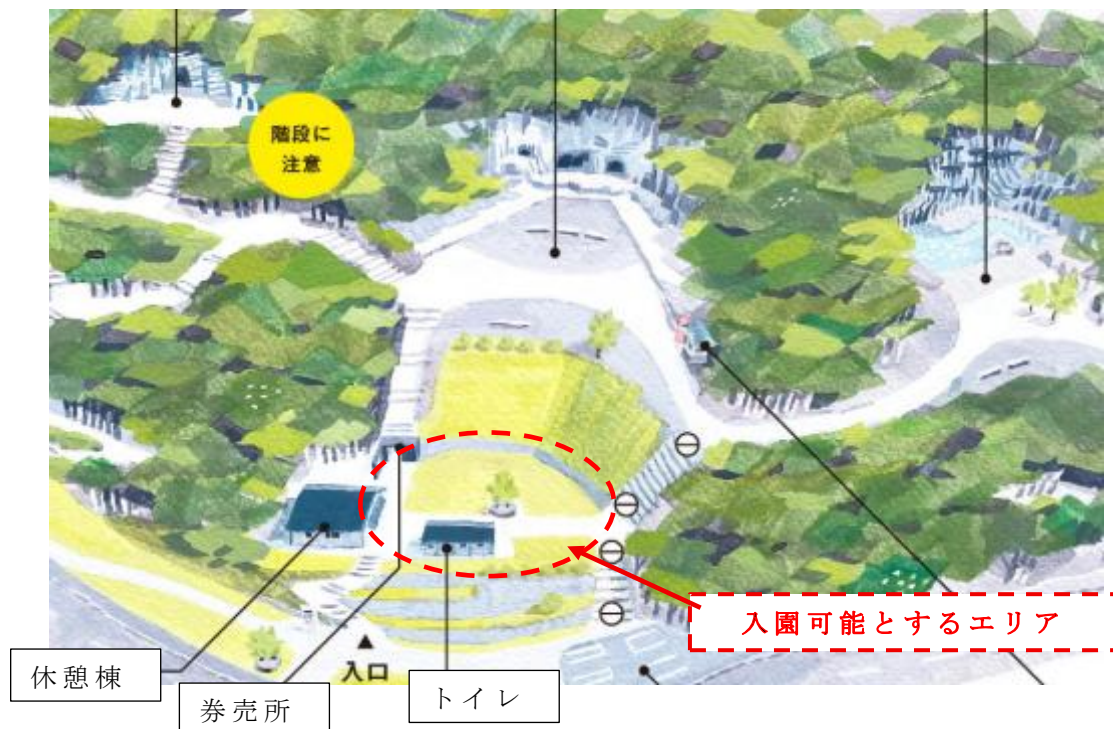 階段に
注意
入園可能とするエリア
入口
休憩棟
券売所
トイレ